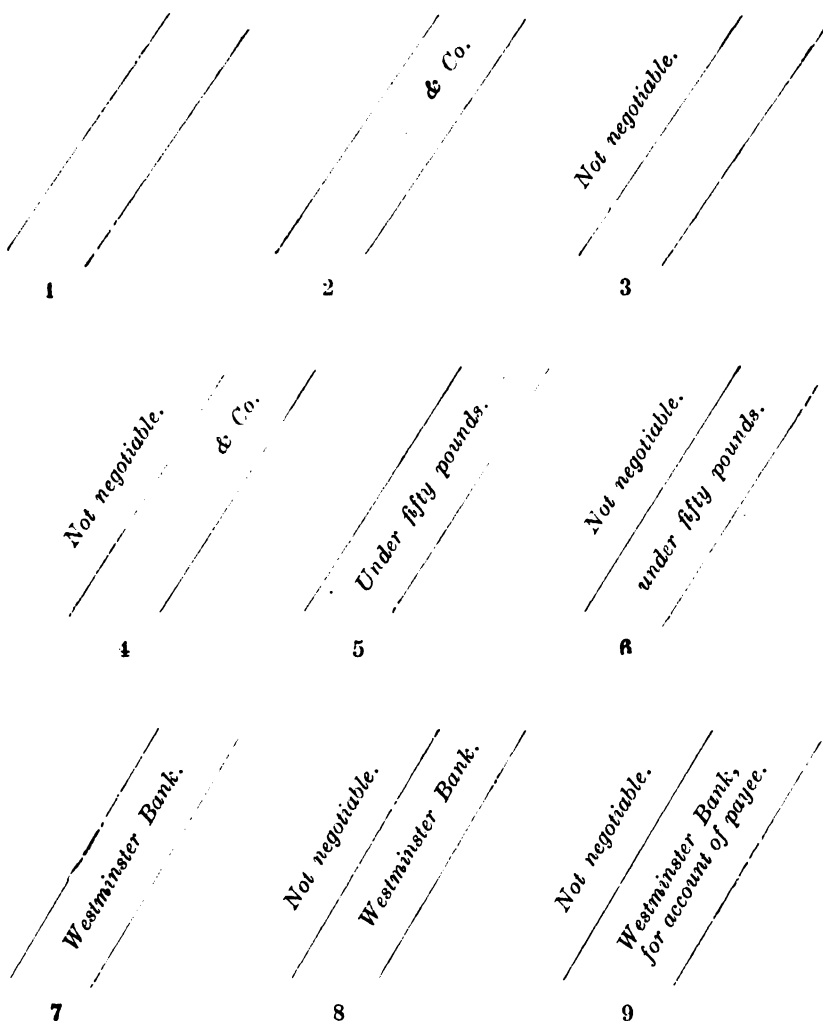 1
& Co.
2
Not negotiable.
3
Not negotiable.
& Co.
4
Under fifty pounds.
5
Not negotiable.
under fifty pounds.
6
Westminster Bank.
7
Not negotiable.
Westminster Bank.
8
Not negotiable.
Westminster Bank,
for account of payee.
9